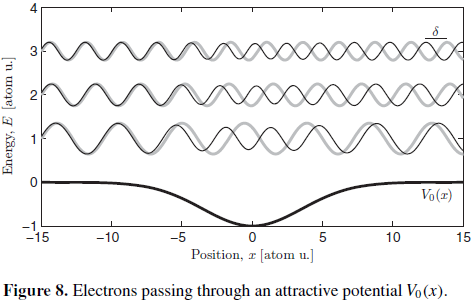 4
δ
3
2
1
0
V₀(x)
−1
−15
−10
−5
0
5
10
15
Energy, E [atom u.]
Position, x [atom u.]
Figure 8. Electrons passing through an attractive potential V₀(x).